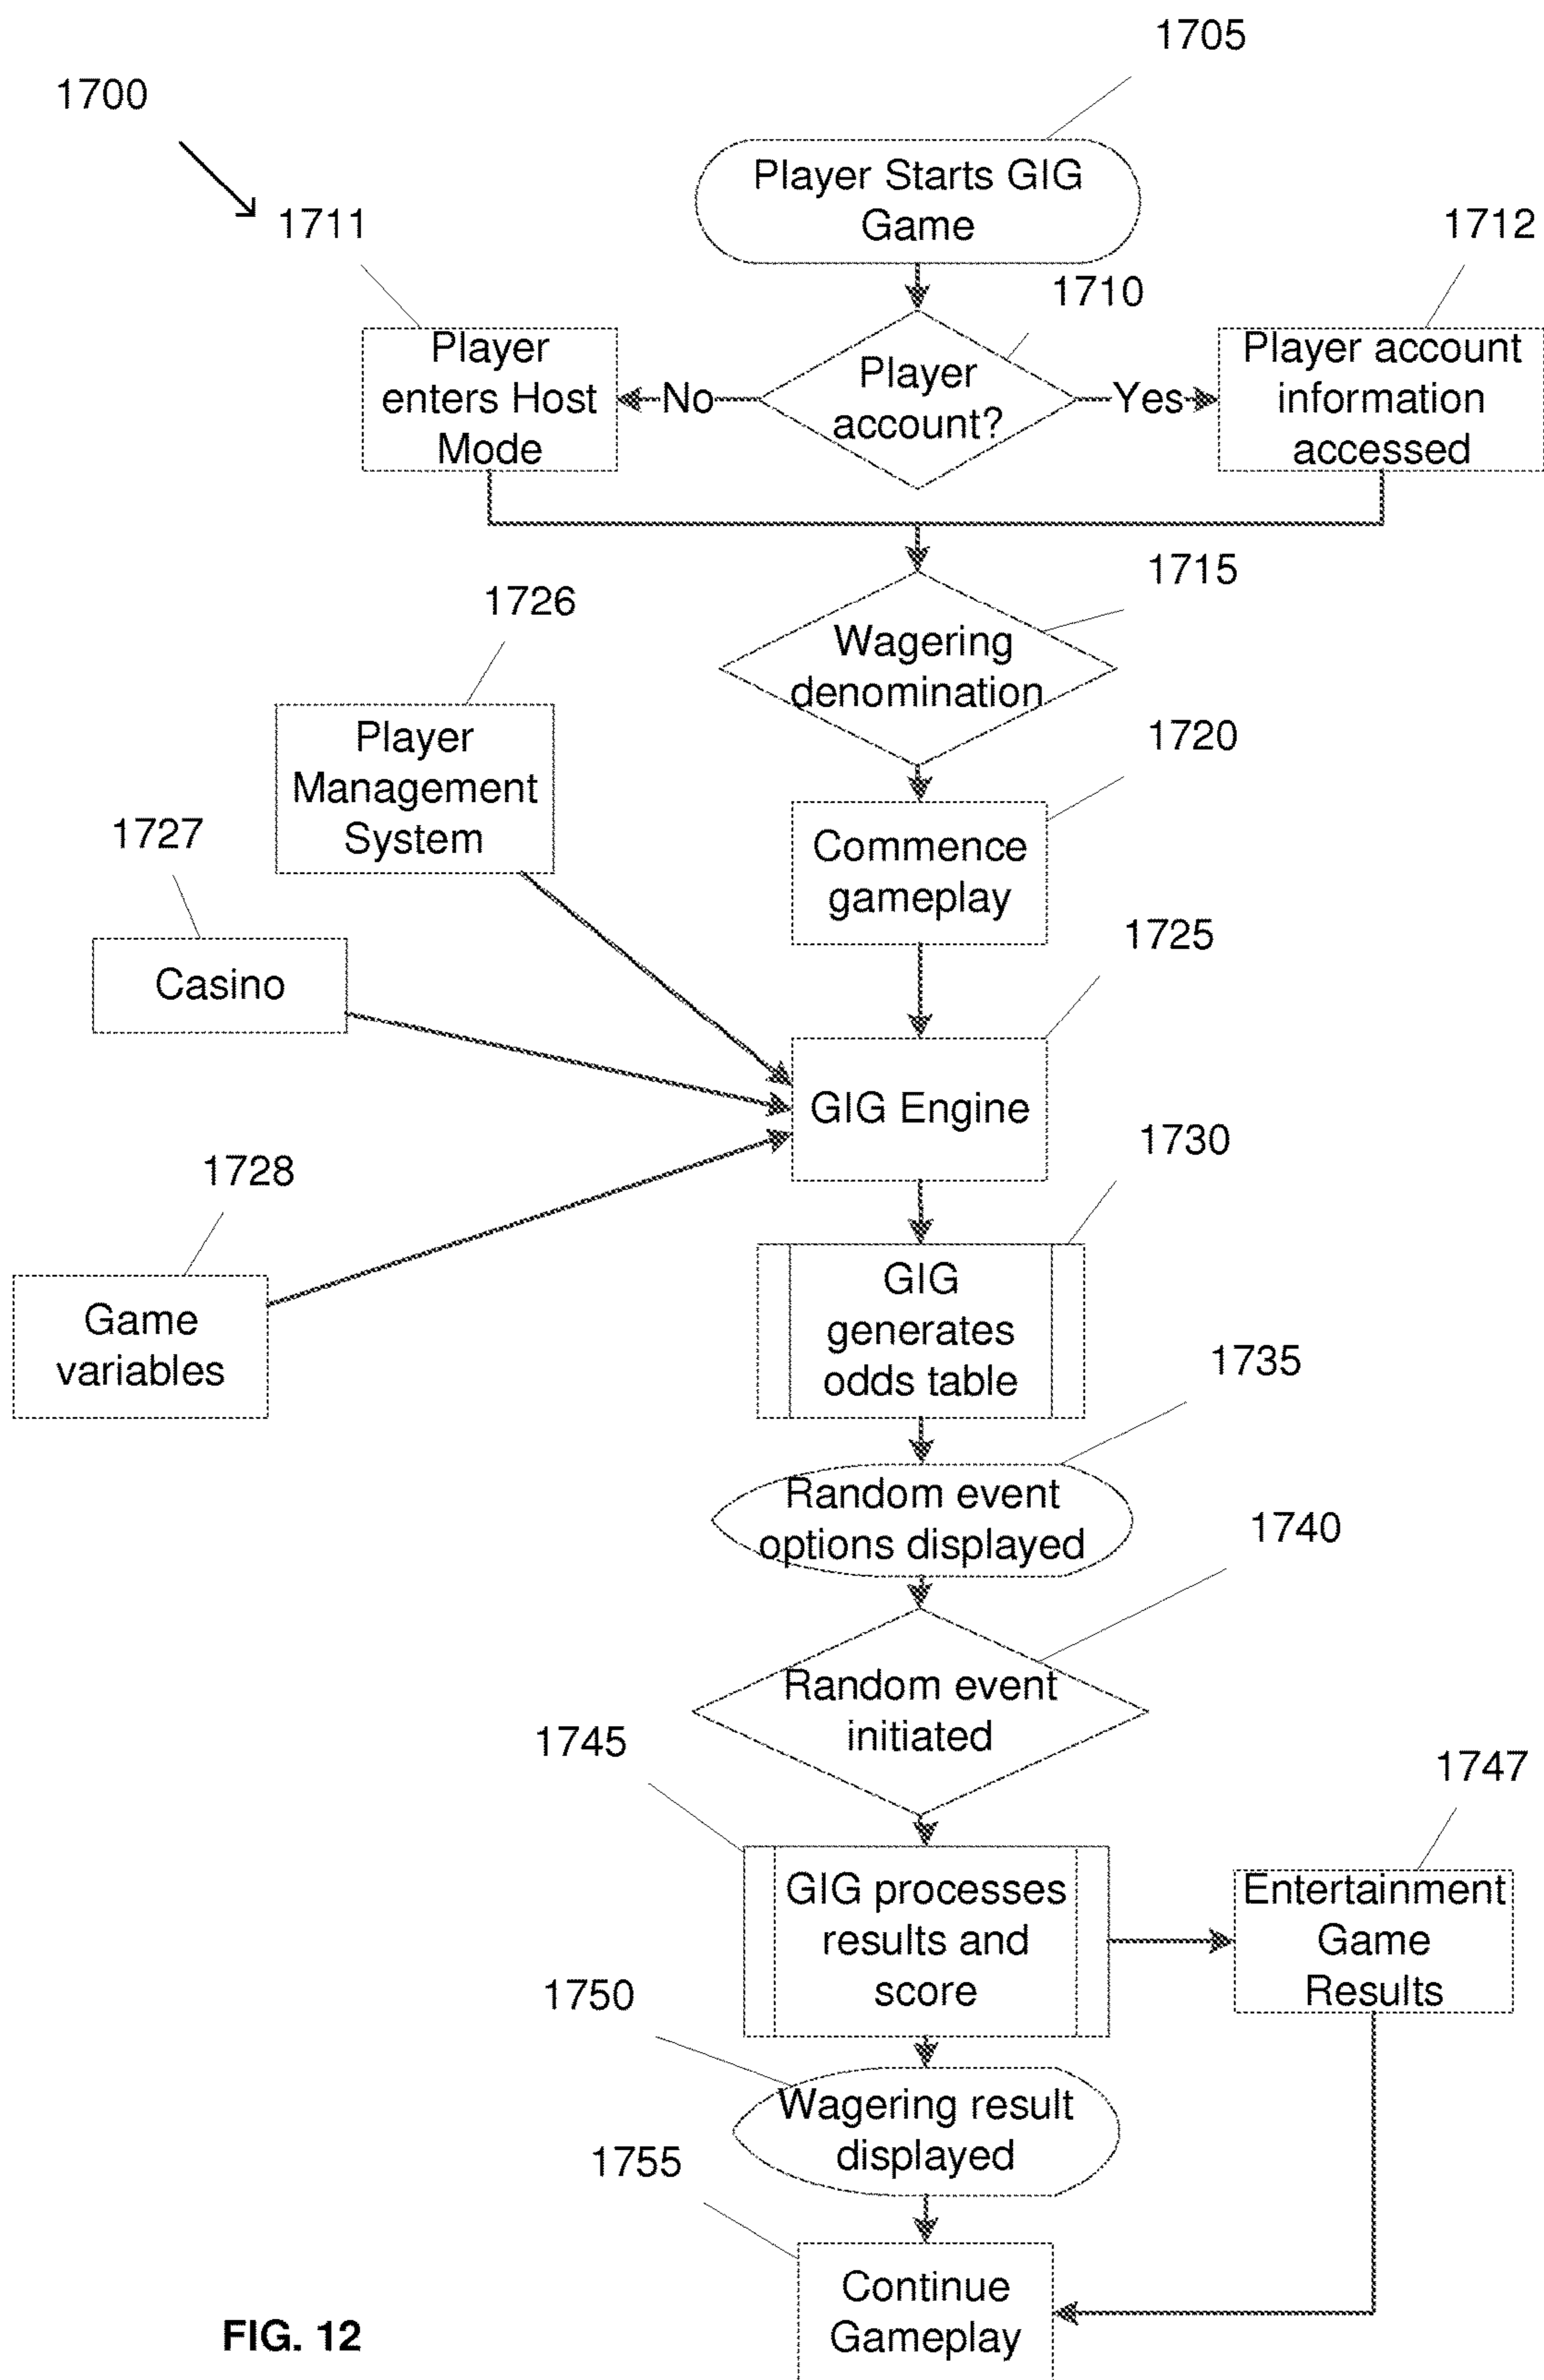 1705
1700
Player Starts GIG
Game
1711
1712
1710
Player
enters Host
Mode
No
Player
account?
Yes
Player account
information
accessed
1715
1726
Wagering
denomination
Player
Management
System
1720
1727
Commence
gameplay
Casino
1725
GIG Engine
1728
1730
Game
variables
GIG
generates
odds table
1735
Random event
options displayed
1740
Random event
initiated
1745
1747
GIG processes
results and
score
Entertainment
Game
Results
1750
Wagering result
displayed
1755
Continue
Gameplay
FIG. 12